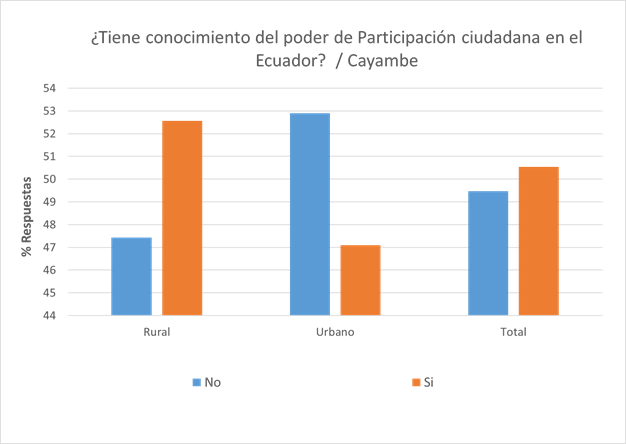 ¿Tiene conocimiento del poder de Participación ciudadana en el
Ecuador?  / Cayambe
54
53
52
51
50
49
48
47
46
45
44
% Respuestas
Rural
Urbano
Total
No
Si